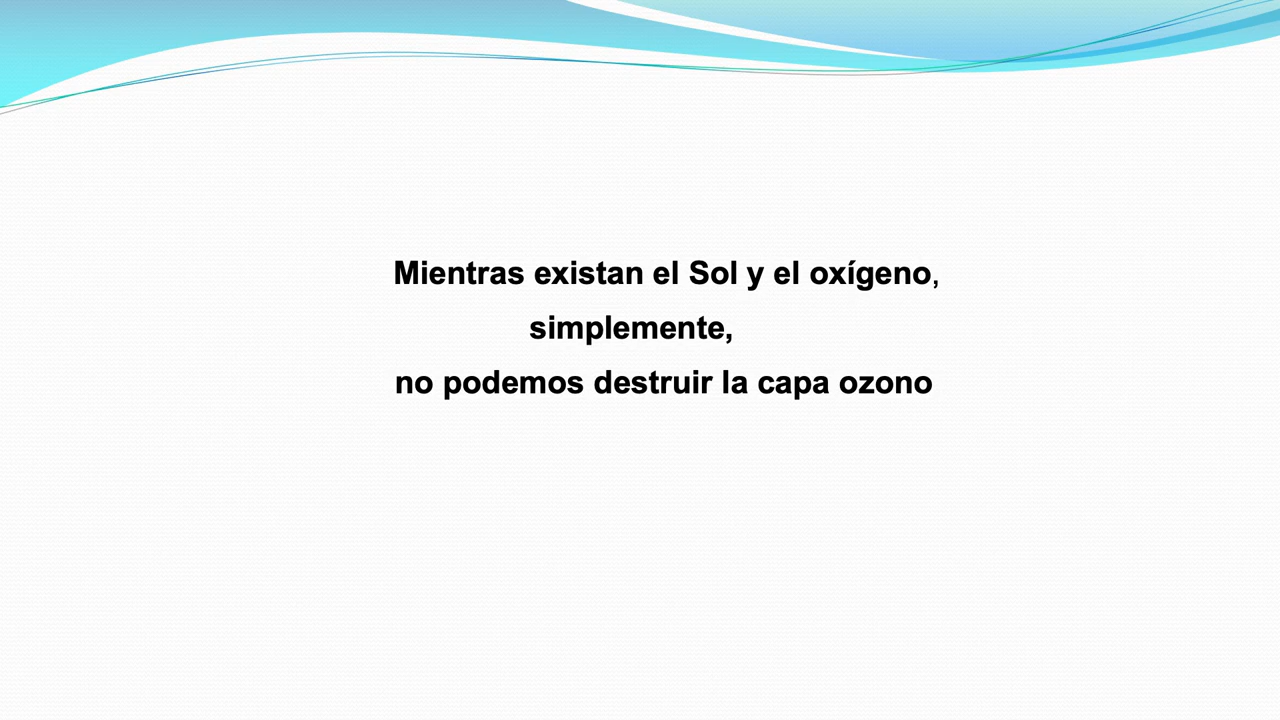 Mientras existan el Sol y el oxígeno,
simplemente,
no podemos destruir la capa ozono